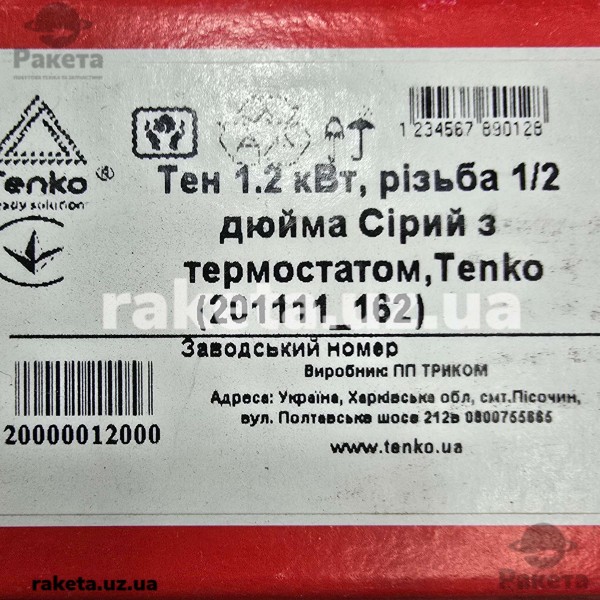 Ракета
1 234567 890128
Tenko®
ready solution
Тен 1.2 кВт, різьба 1/2
дюйма Сірий з
термостатом,Tenko
(201111_162)
raketa.uz.ua
Заводський номер
Виробник: ПП ТРИКОМ
Адреса: Україна, Харківська обл, смт.Пісочин,
вул. Полтавське шосе 212в 0800755865
20000012000
www.tenko.ua
raketa.uz.ua
Ракета